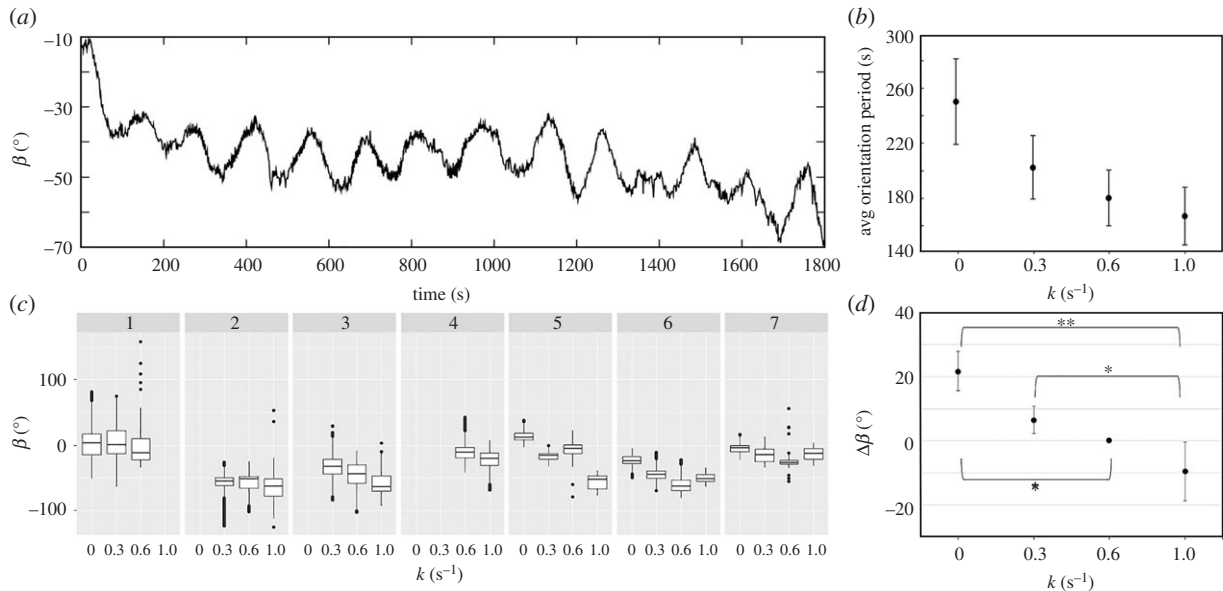 (a)
β (°)
−10
−30
−50
−70
0 200 400 600 800 1000 1200 1400 1600 1800
time (s)
(b)
avg orientation period (s)
300
260
220
180
140
0 0.3 0.6 1.0
k (s−1)
(c)
1 2 3 4 5 6 7
β (°)
100
0
−100
0 0.3 0.6 1.0 0 0.3 0.6 1.0 0 0.3 0.6 1.0 0 0.3 0.6 1.0 0 0.3 0.6 1.0 0 0.3 0.6 1.0 0 0.3 0.6 1.0
k (s−1)
(d)
Δβ (°)
40
20
0
−20
**
*
*
0 0.3 0.6 1.0
k (s−1)